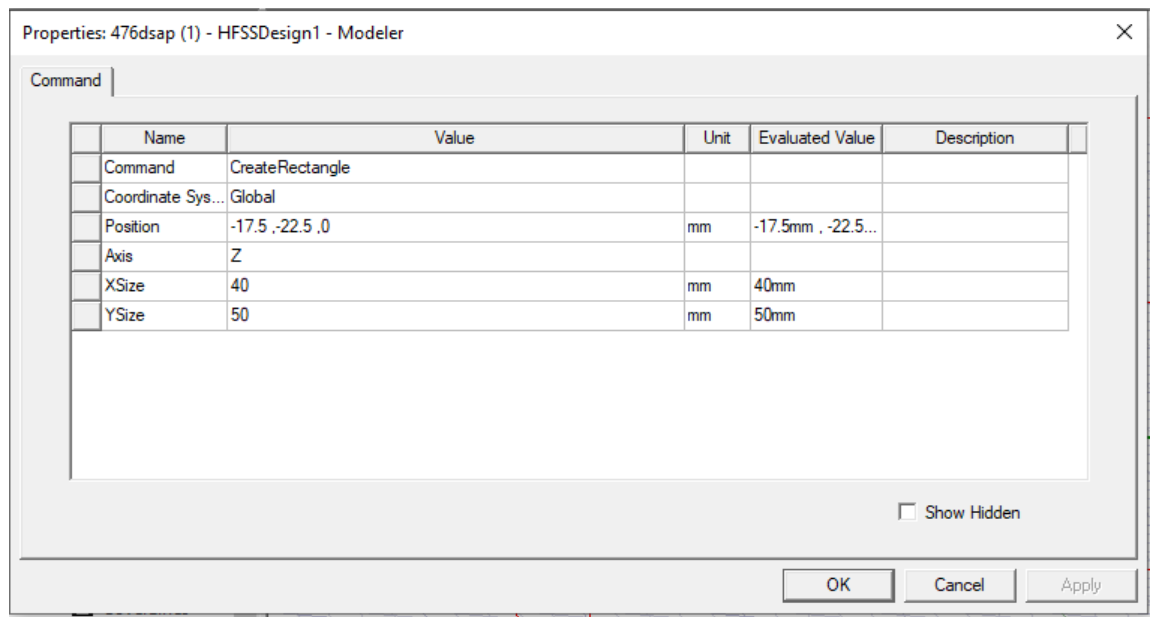 Properties: 476dsap (1) - HFSSDesign1 - Modeler
Command
Name Value Unit Evaluated Value Description
Command CreateRectangle
Coordinate Sys... Global
Position -17.5 ,-22.5 ,0 mm -17.5mm , -22.5...
Axis Z
XSize 40 mm 40mm
YSize 50 mm 50mm
Show Hidden
OK Cancel Apply